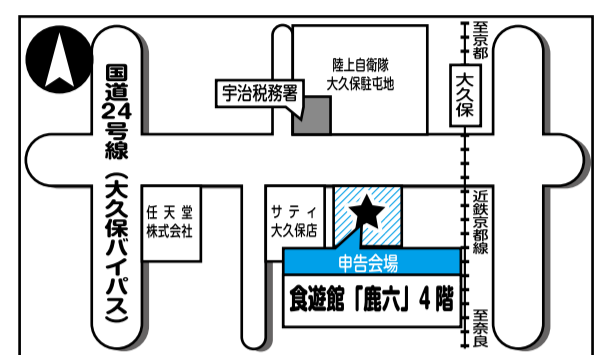 国道24号線（大久保バイパス）
宇治税務署
陸上自衛隊
大久保駐屯地
至京都
大久保
近鉄京都線
至奈良
任天堂
株式会社
サティ
大久保店
申告会場
食遊館「鹿六」4階